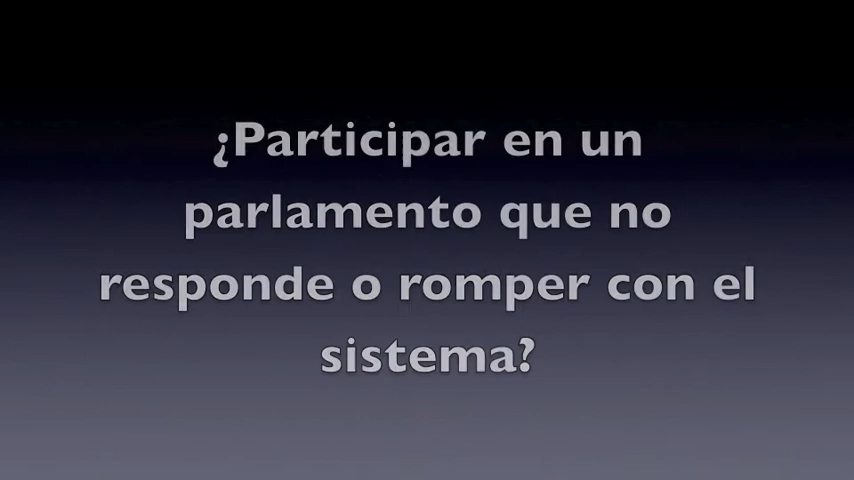 ¿Participar en un
parlamento que no
responde o romper con el
sistema?